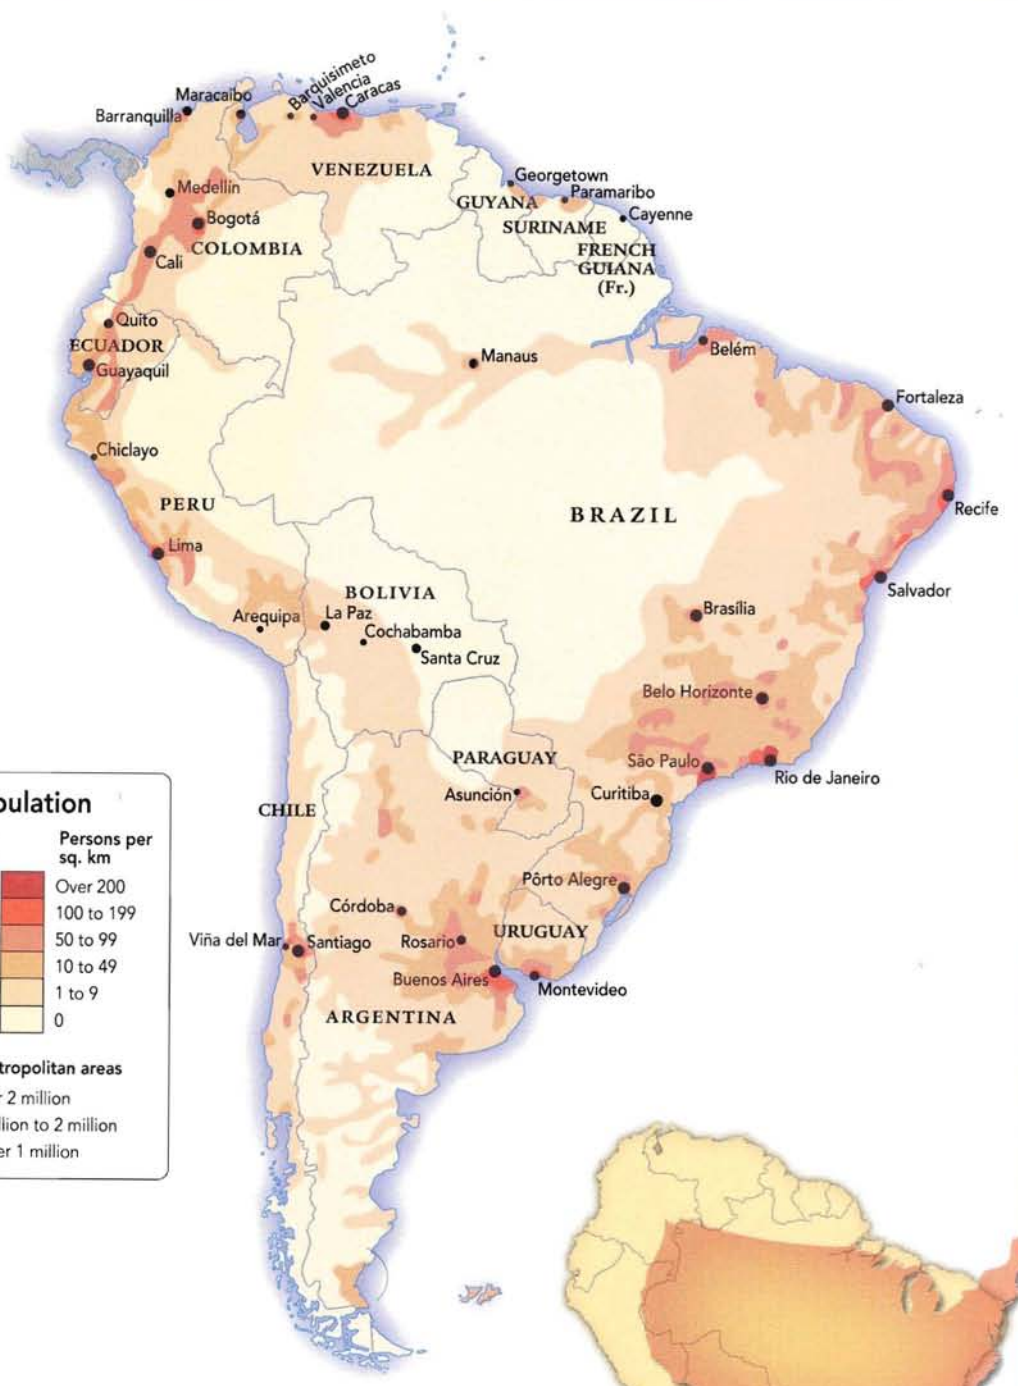 Barquisimeto
Valencia
Caracas
Maracaibo
Barranquilla
VENEZUELA
Georgetown
Medellín
Paramaribo
GUYANA
Bogotá
Cayenne
SURINAME
COLOMBIA
FRENCH
GUIANA
(Fr.)
Cali
Quito
ECUADOR
Manaus
Belém
Guayaquil
Fortaleza
Chiclayo
PERU
BRAZIL
Recife
Lima
BOLIVIA
Salvador
La Paz
Brasília
Arequipa
Cochabamba
Santa Cruz
Belo Horizonte
PARAGUAY
São Paulo
Rio de Janeiro
Asunción
Curitiba
CHILE
Pôrto Alegre
Córdoba
URUGUAY
Viña del Mar
Santiago
Rosario
Buenos Aires
Montevideo
ARGENTINA
pulation
Persons per
sq. km
Over 200
100 to 199
50 to 99
10 to 49
1 to 9
0
tropolitan areas
r 2 million
llion to 2 million
er 1 million